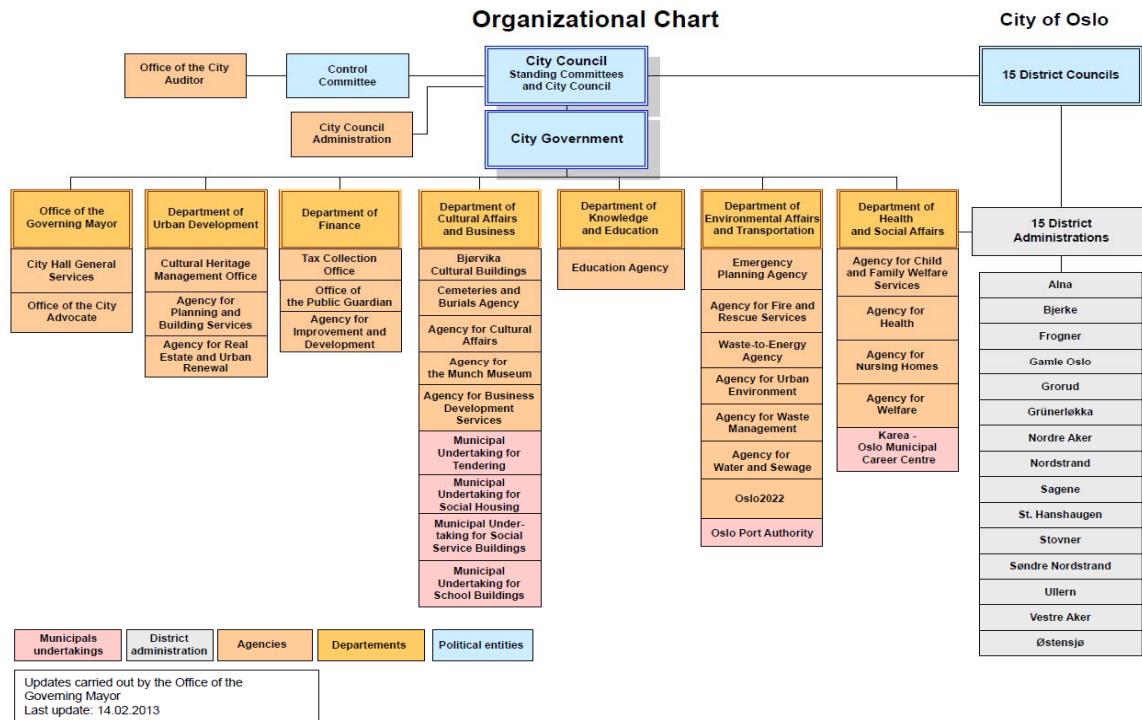 Organizational Chart
City of Oslo
Office of the City
Auditor
Control
Committee
City Council
Standing Committees
and City Council
15 District Councils
City Council
Administration
City Government
Office of the
Governing Mayor
City Hall General
Services
Office of the City
Advocate
Department of
Urban Development
Cultural Heritage
Management Office
Agency for
Planning and
Building Services
Agency for Real
Estate and Urban
Renewal
Department of
Finance
Tax Collection
Office
Office of
the Public Guardian
Agency for
Improvement and
Development
Department of
Cultural Affairs
and Business
Bjørvika
Cultural Buildings
Cemeteries and
Burials Agency
Agency for Cultural
Affairs
Agency for
the Munch Museum
Agency for Business
Development
Services
Municipal
Undertaking for
Tendering
Municipal
Undertaking for
Social Housing
Municipal Under-
taking for Social
Service Buildings
Municipal
Undertaking for
School Buildings
Department of
Knowledge
and Education
Education Agency
Department of
Environmental Affairs
and Transportation
Emergency
Planning Agency
Agency for Fire and
Rescue Services
Waste-to-Energy
Agency
Agency for Urban
Environment
Agency for Waste
Management
Agency for
Water and Sewage
Oslo2022
Oslo Port Authority
Department of
Health
and Social Affairs
Agency for Child
and Family Welfare
Services
Agency for
Health
Agency for
Nursing Homes
Agency for
Welfare
Karea -
Oslo Municipal
Career Centre
15 District
Administrations
Alna
Bjerke
Frogner
Gamle Oslo
Grorud
Grünerløkka
Nordre Aker
Nordstrand
Sagene
St. Hanshaugen
Stovner
Søndre Nordstrand
Ullern
Vestre Aker
Østensjø
Municipals
undertakings
District
administration
Agencies
Departements
Political entities
Updates carried out by the Office of the
Governing Mayor
Last update: 14.02.2013